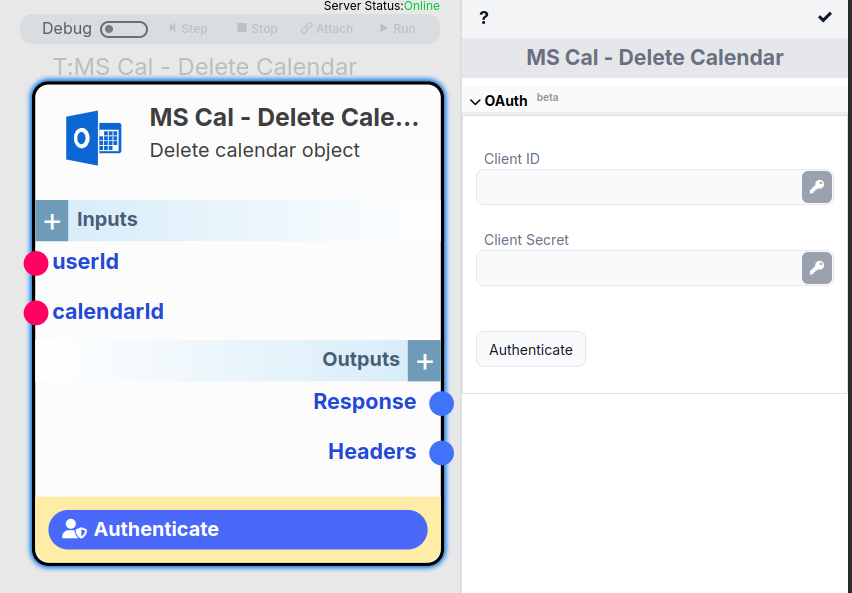 Server Status:Online
Debug
Step
Stop
Attach
Run
T:MS Cal - Delete Calendar
MS Cal - Delete Cale...
Delete calendar object
+ Inputs
userId
calendarId
Outputs +
Response
Headers
Authenticate
?
MS Cal - Delete Calendar
OAuth beta
Client ID
Client Secret
Authenticate